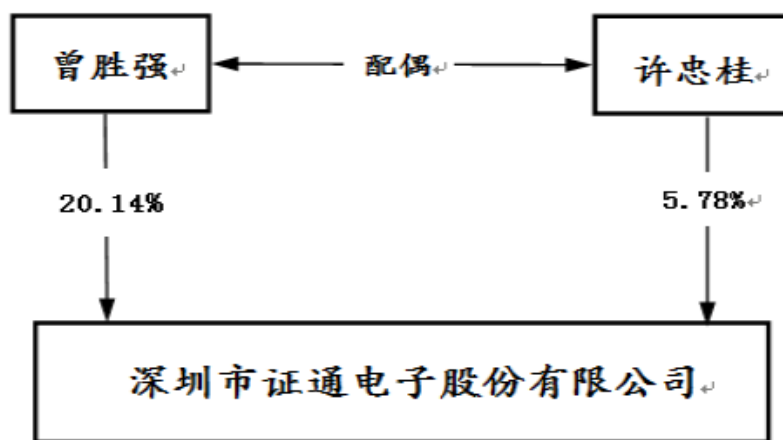 曾胜强
配偶
许忠桂
20.14%
5.78%
深圳市证通电子股份有限公司